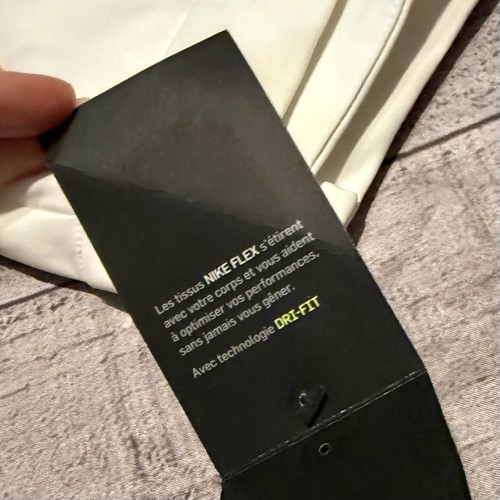 Les tissus NIKE FLEX s'étirent
avec votre corps et vous aident
à optimiser vos performances,
sans jamais vous gêner.
Avec technologie DRI-FIT